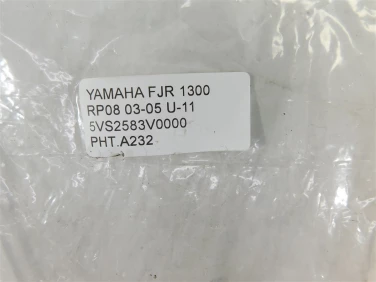 YAMAHA FJR 1300
RP08 03-05 U-11
5VS2583V0000
PHT.A232